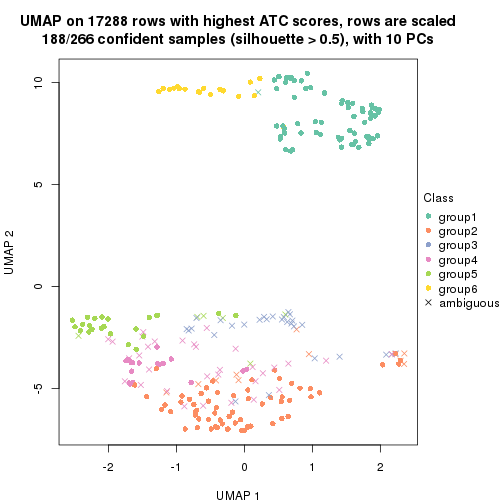 UMAP on 17288 rows with highest ATC scores, rows are scaled
188/266 confident samples (silhouette > 0.5), with 10 PCs
10
5
0
-5
UMAP 2
-2
-1
0
1
2
UMAP 1
Class
group1
group2
group3
group4
group5
group6
ambiguous